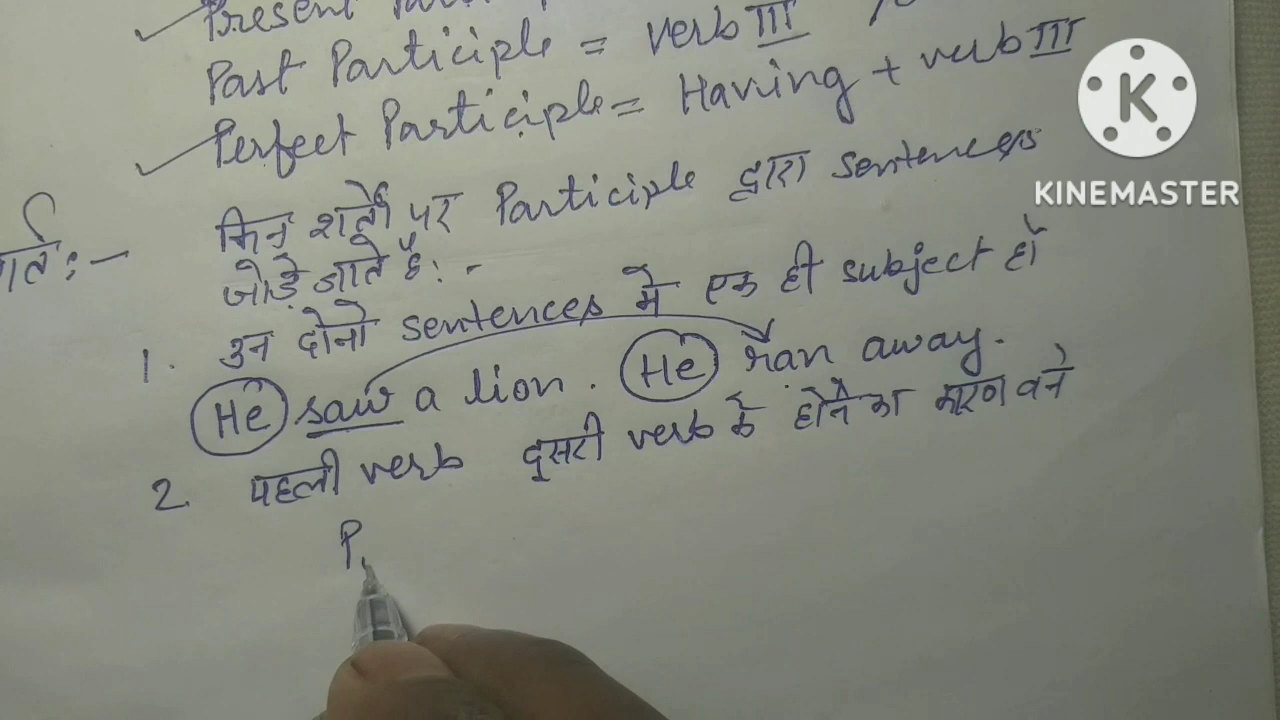 Present
Past Participle = verb III
Perfect Participle = Having + verb III
किन शर्तों पर Participle द्वारा sentences
जोड़े जाते है : -
1. उन दोनो sentences मे एक ही subject हो
He saw a lion. He ran away.
2. पहली verb दुसरी verb के होने का कारण बने
P
K
KINEMASTER